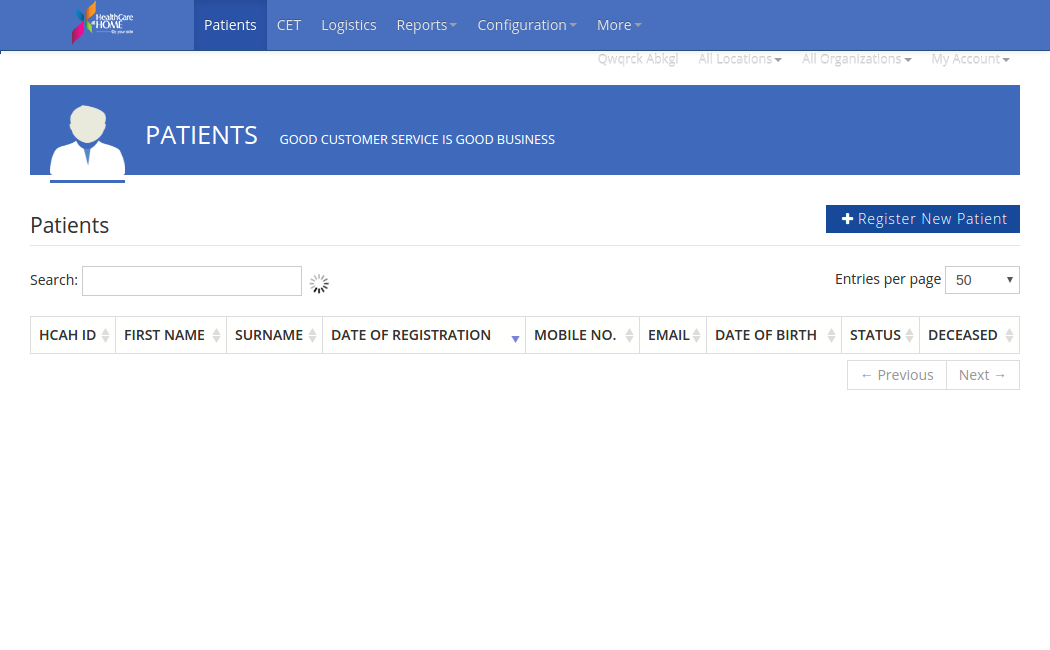 HealthCare
at HOME
By your side
Patients CET Logistics Reports Configuration More
Qwqrck Abkgl All Locations All Organizations My Account
PATIENTS GOOD CUSTOMER SERVICE IS GOOD BUSINESS
Patients
Register New Patient
Search:
Entries per page 50
HCAH ID FIRST NAME SURNAME DATE OF REGISTRATION MOBILE NO. EMAIL DATE OF BIRTH STATUS DECEASED
← Previous Next →